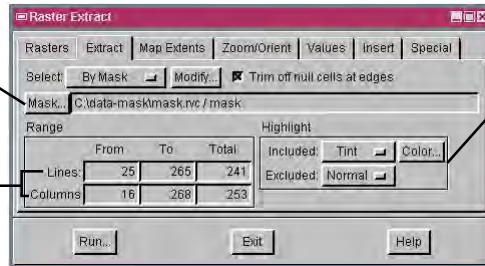 Raster Extract
Rasters Extract Map Extents Zoom/Orient Values Insert Special
Select: By Mask Modify... Trim off null cells at edges
Mask... C:\data-mask\mask.rvc / mask
Range Highlight
From To Total Included: Tint Color...
Lines: 25 265 241 Excluded: Normal
Columns 16 268 253
Run... Exit Help